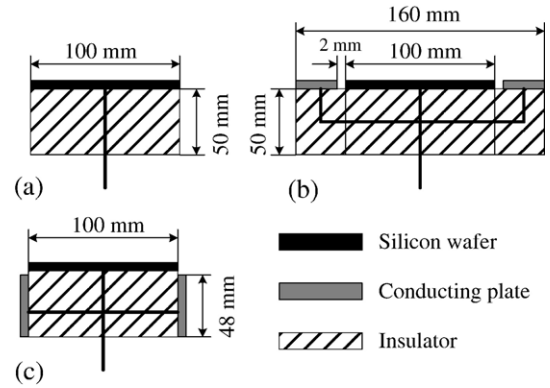 100 mm
50 mm
(a)
160 mm
2 mm
100 mm
50 mm
(b)
100 mm
48 mm
(c)
Silicon wafer
Conducting plate
Insulator